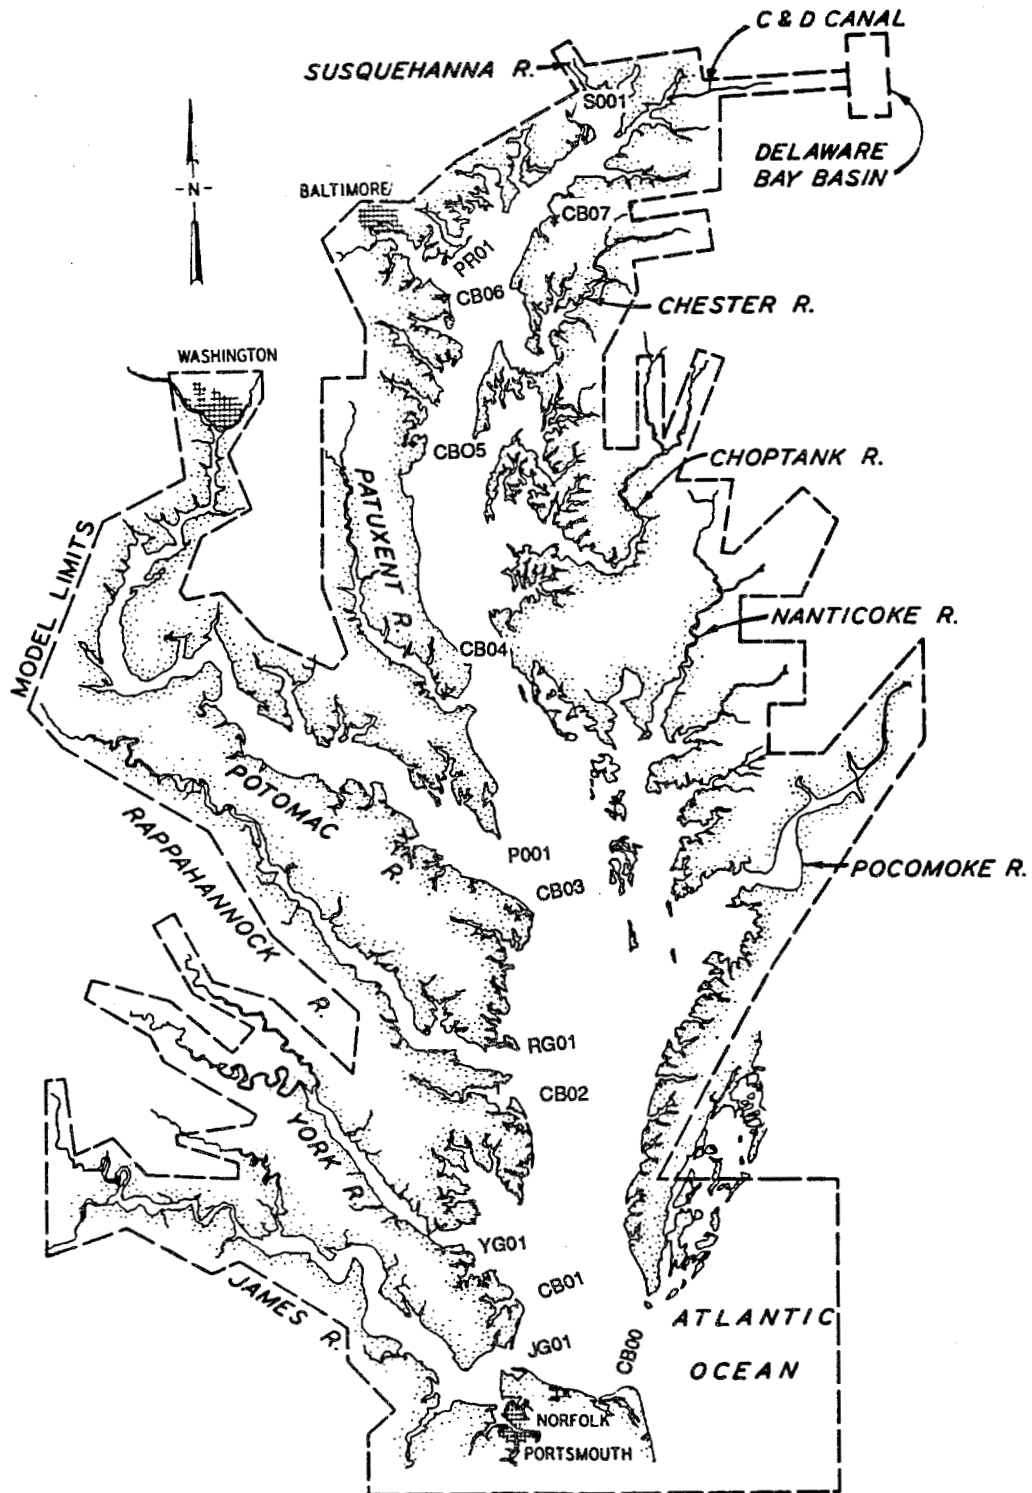 C & D CANAL
SUSQUEHANNA R.
S001
DELAWARE
BAY BASIN
-N-
BALTIMORE
CB07
PR01
CB06
CHESTER R.
WASHINGTON
CBO5
CHOPTANK R.
PATUXENT R.
MODEL LIMITS
NANTICOKE R.
CB04
POTOMAC R.
RAPPAHANNOCK R.
P001
CB03
POCOMOKE R.
RG01
CB02
YORK R.
YG01
CB01
JAMES R.
JG01
CB00
ATLANTIC
OCEAN
NORFOLK
PORTSMOUTH